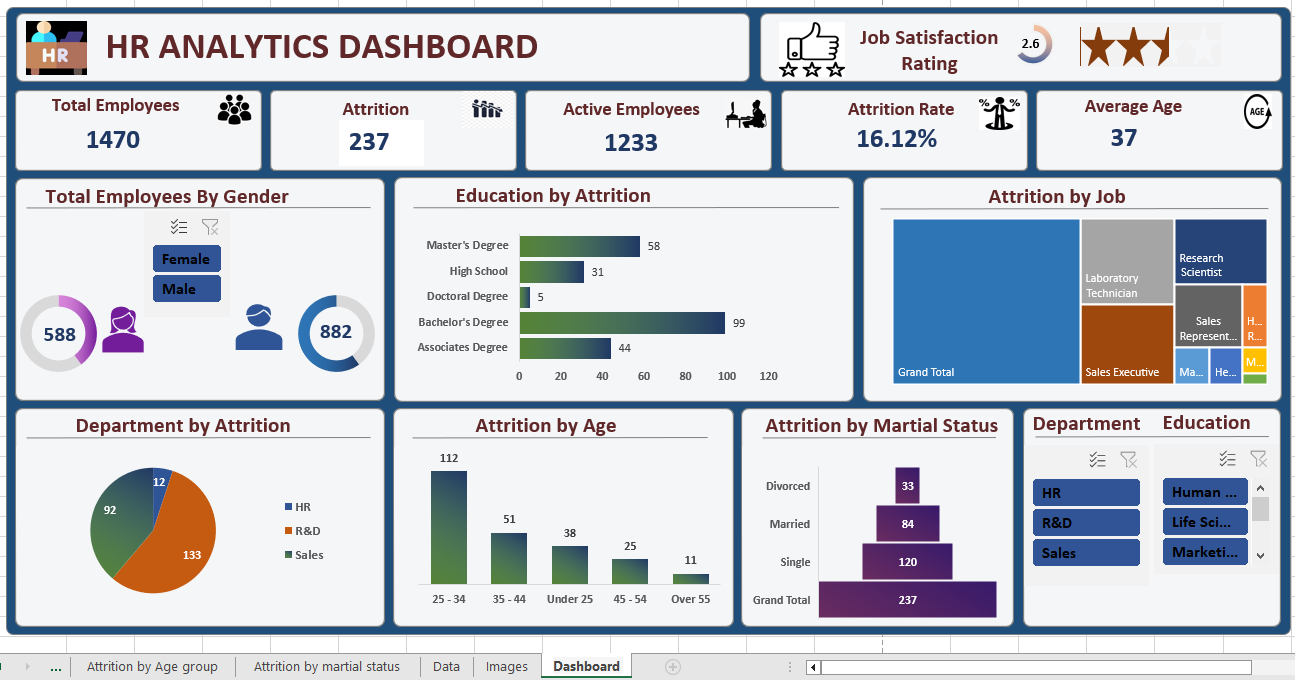 HR
HR ANALYTICS DASHBOARD
Job Satisfaction
Rating
2.6
Total Employees
1470
Attrition
237
Active Employees
1233
Attrition Rate
% %
16.12%
Average Age
AGE
37
Total Employees By Gender
Female
Male
588
882
Education by Attrition
Master's Degree 58
High School 31
Doctoral Degree 5
Bachelor's Degree 99
Associates Degree 44
0 20 40 60 80 100 120
Attrition by Job
Grand Total
Laboratory
Technician
Sales Executive
Research
Scientist
Sales
Represent...
H...
R...
Ma...
He...
M...
Department by Attrition
12
92
133
HR
R&D
Sales
Attrition by Age
112
51
38
25
11
25 - 34 35 - 44 Under 25 45 - 54 Over 55
Attrition by Martial Status
Divorced 33
Married 84
Single 120
Grand Total 237
Department
HR
R&D
Sales
Education
Human ...
Life Sci...
Marketi...
... Attrition by Age group Attrition by martial status Data Images Dashboard